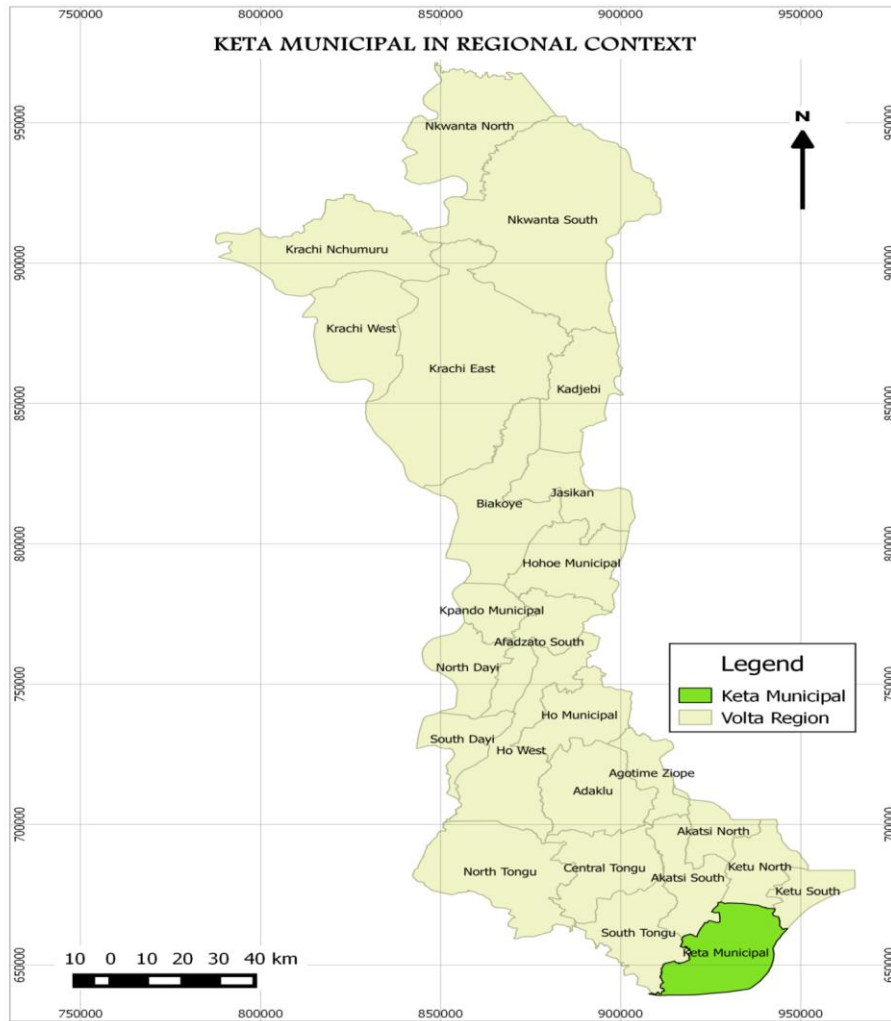 750000 800000 850000 900000 950000
KETA MUNICIPAL IN REGIONAL CONTEXT
N
950000 950000
Nkwanta North
Nkwanta South
Krachi Nchumuru
900000 900000
Krachi West
Krachi East
Kadjebi
850000 850000
Biakoye
Jasikan
800000 800000
Hohoe Municipal
Kpando Municipal
Afadzato South
North Dayi
750000 750000
Legend
Keta Municipal
Volta Region
Ho Municipal
South Dayi
Ho West
Agotime Ziope
Adaklu
700000 700000
Akatsi North
North Tongu
Central Tongu
Akatsi South
Ketu North
Ketu South
South Tongu
Keta Municipal
650000 650000
10 0 10 20 30 40 km
750000 800000 850000 900000 950000